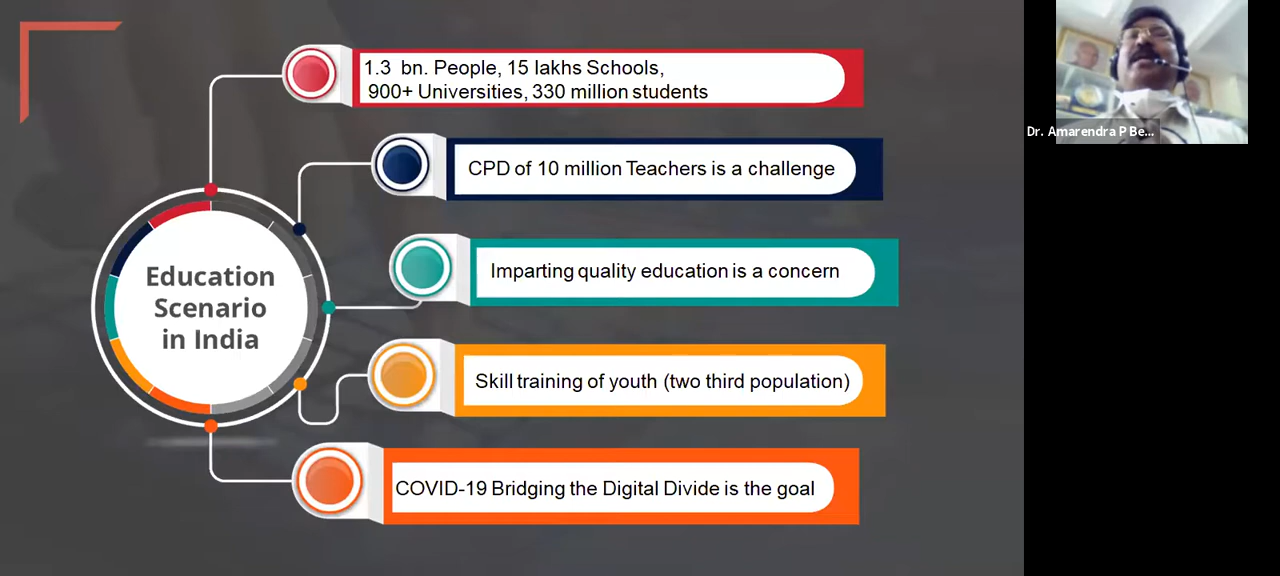 1.3 bn. People, 15 lakhs Schools,
900+ Universities, 330 million students
CPD of 10 million Teachers is a challenge
Imparting quality education is a concern
Education
Scenario
in India
Skill training of youth (two third population)
COVID-19 Bridging the Digital Divide is the goal
Dr. Amarendra P Be...